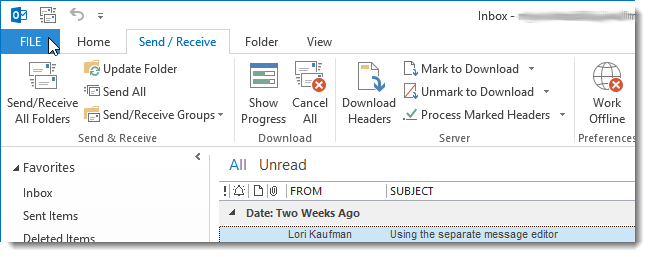 Inbox -
FILE Home Send / Receive Folder View
Send/Receive All Folders
Update Folder
Send All
Send/Receive Groups
Send & Receive
Show Progress
Cancel All
Download
Download Headers
Mark to Download
Unmark to Download
Process Marked Headers
Server
Work Offline
Preferences
Favorites
Inbox
Sent Items
Deleted Items
All Unread
! FROM SUBJECT
Date: Two Weeks Ago
Lori Kaufman Using the separate message editor